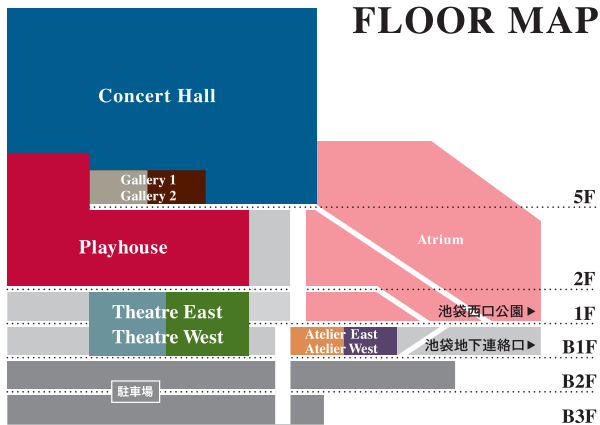 FLOOR MAP
Concert Hall
Gallery 1
Gallery 2
5F
Playhouse
Atrium
2F
Theatre East
Theatre West
池袋西口公園▶
1F
Atelier East
Atelier West
池袋地下連絡口▶
B1F
B2F
駐車場
B3F